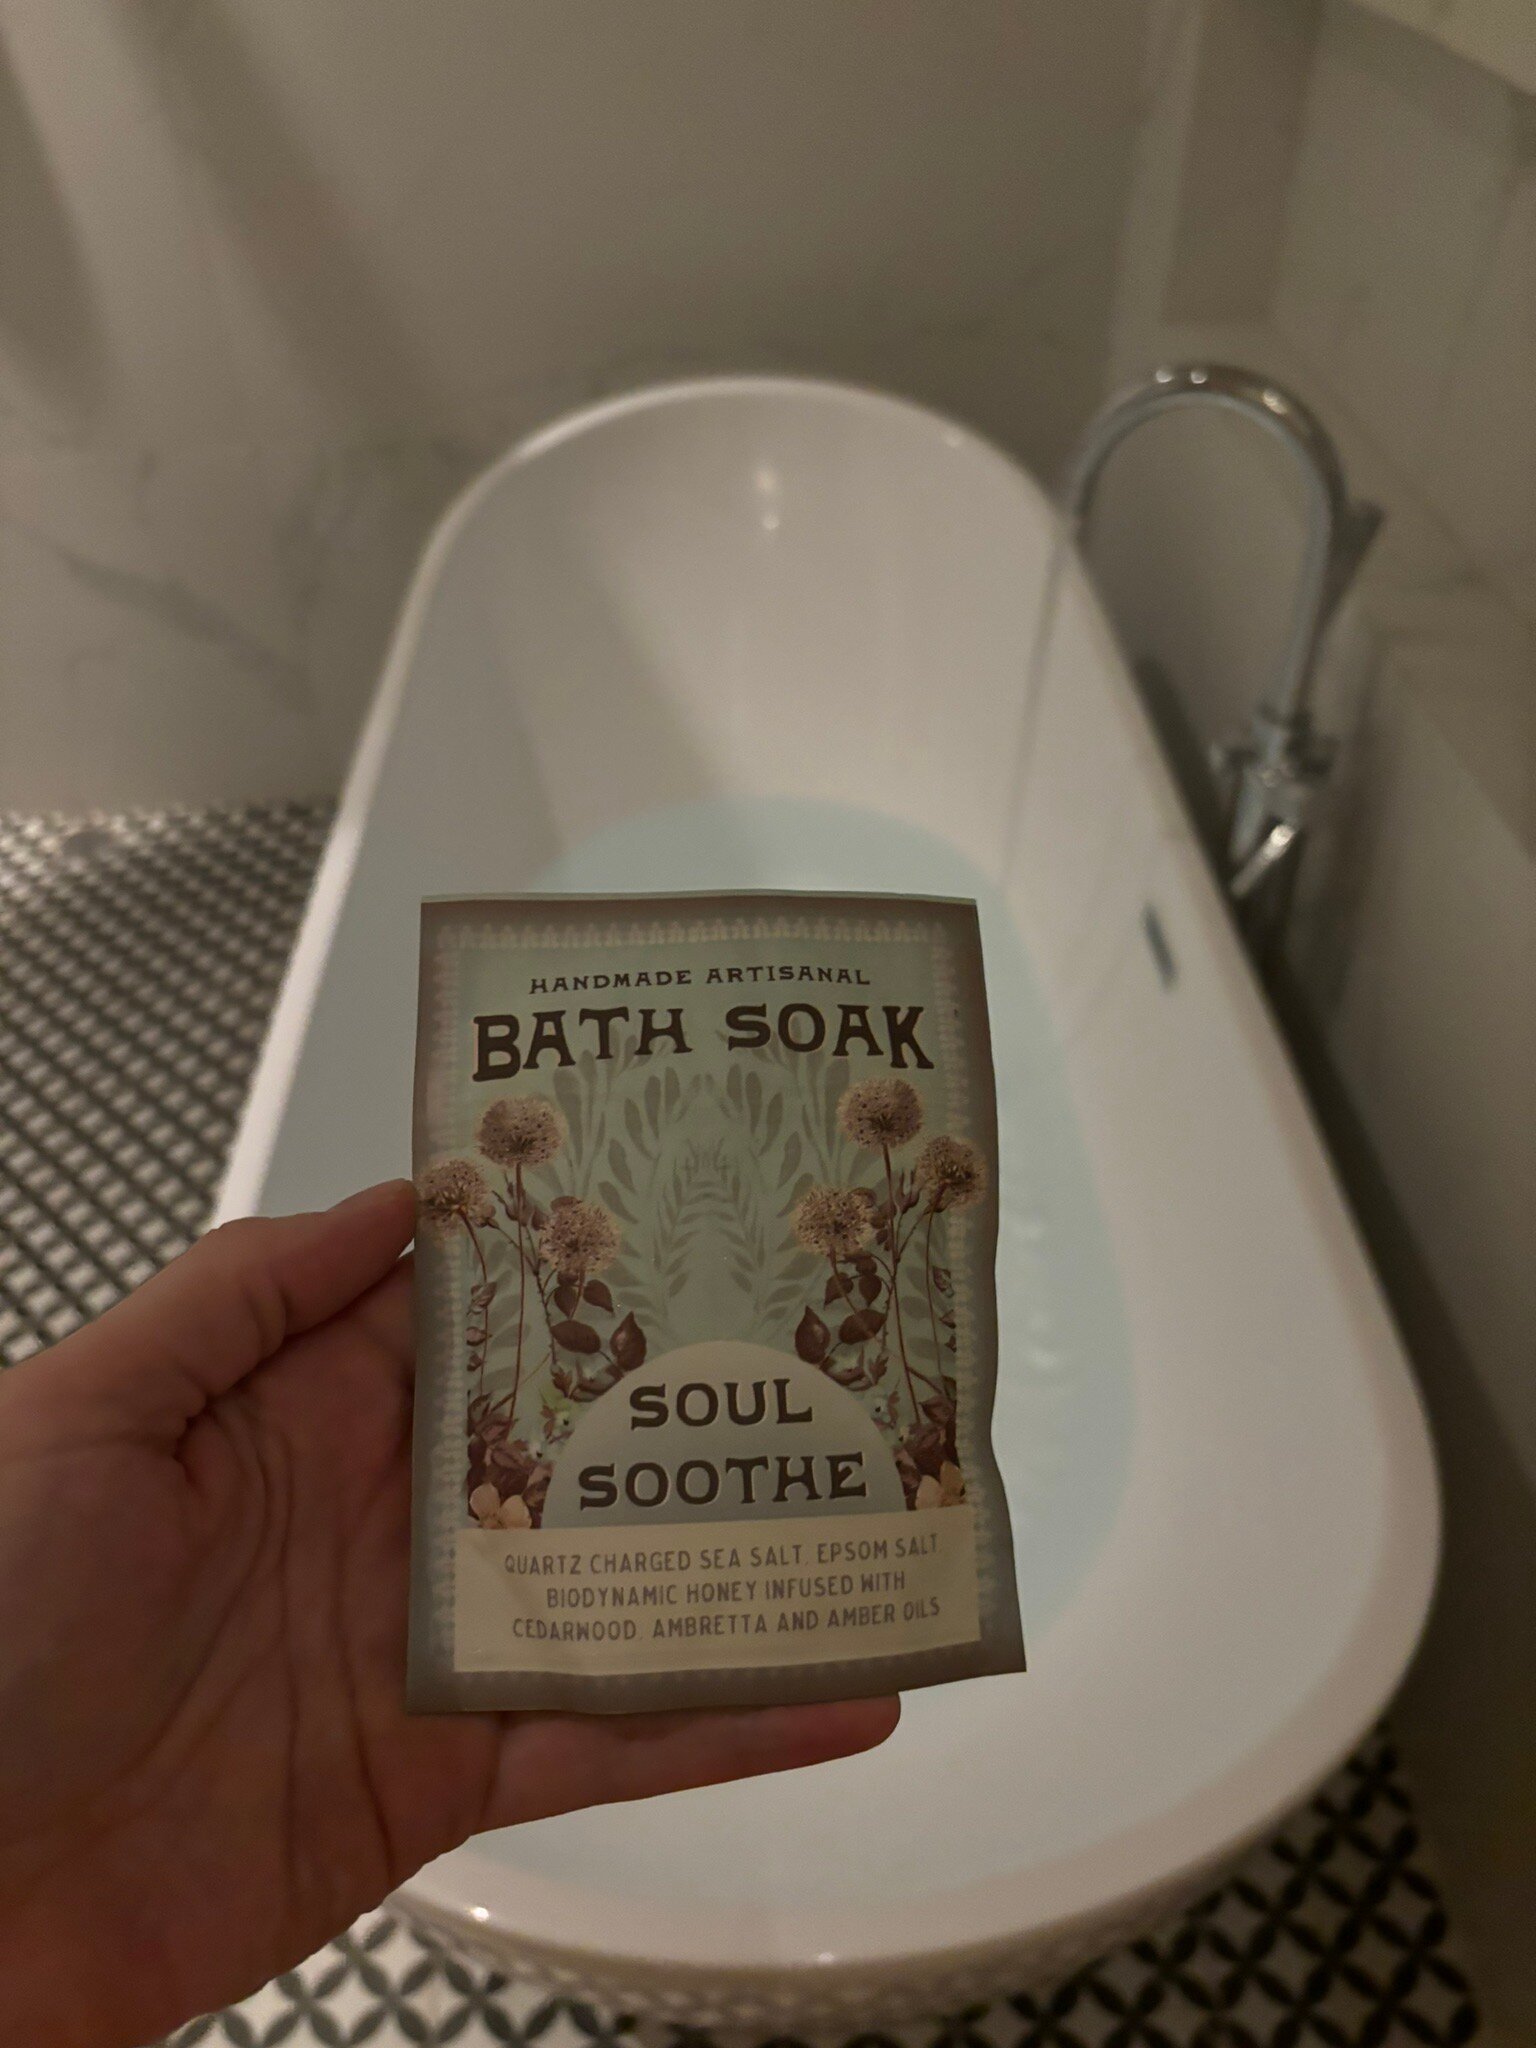 HANDMADE ARTISANAL
BATH SOAK
SOUL
SOOTHE
QUARTZ CHARGED SEA SALT, EPSOM SALT,
BIODYNAMIC HONEY INFUSED WITH
CEDARWOOD, AMBRETTA AND AMBER OILS